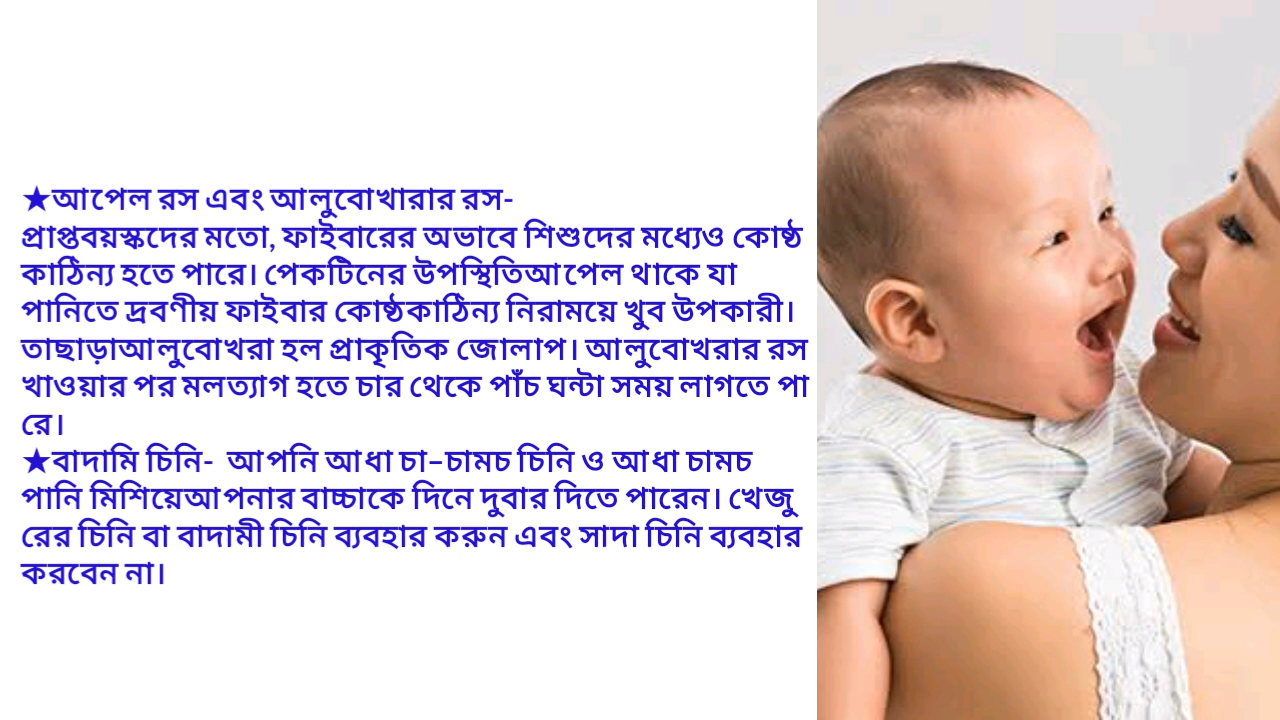 ★আপেল রস এবং আলুবোখারার রস-
প্রাপ্তবয়স্কদের মতো, ফাইবারের অভাবে শিশুদের মধ্যেও কোষ্ঠ
কাঠিন্য হতে পারে। পেকটিনের উপস্থিতিআপেল থাকে যা
পানিতে দ্রবণীয় ফাইবার কোষ্ঠকাঠিন্য নিরাময়ে খুব উপকারী।
তাছাড়াআলুবোখরা হল প্রাকৃতিক জোলাপ। আলুবোখরার রস
খাওয়ার পর মলত্যাগ হতে চার থেকে পাঁচ ঘন্টা সময় লাগতে পা
রে।
★বাদামি চিনি-  আপনি আধা চা–চামচ চিনি ও আধা চামচ
পানি মিশিয়েআপনার বাচ্চাকে দিনে দুবার দিতে পারেন। খেজু
রের চিনি বা বাদামী চিনি ব্যবহার করুন এবং সাদা চিনি ব্যবহার
করবেন না।